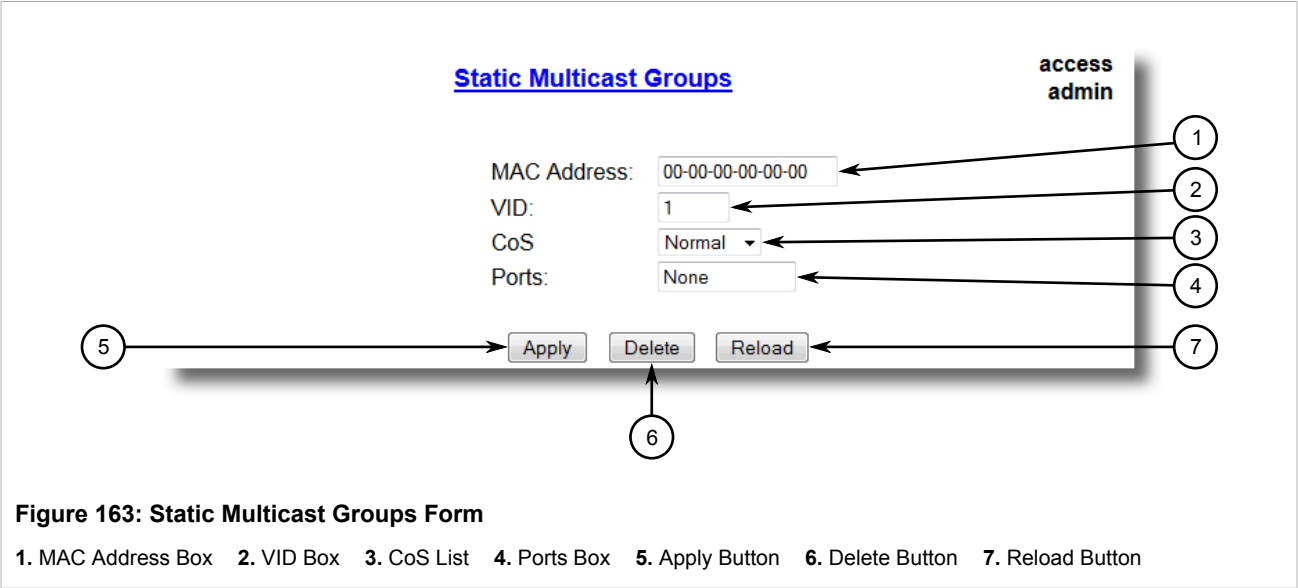 Static Multicast Groups
access
admin
MAC Address: 00-00-00-00-00-00
VID: 1
CoS Normal
Ports: None
Apply Delete Reload
1
2
3
4
5
6
7
Figure 163: Static Multicast Groups Form
1. MAC Address Box 2. VID Box 3. CoS List 4. Ports Box 5. Apply Button 6. Delete Button 7. Reload Button